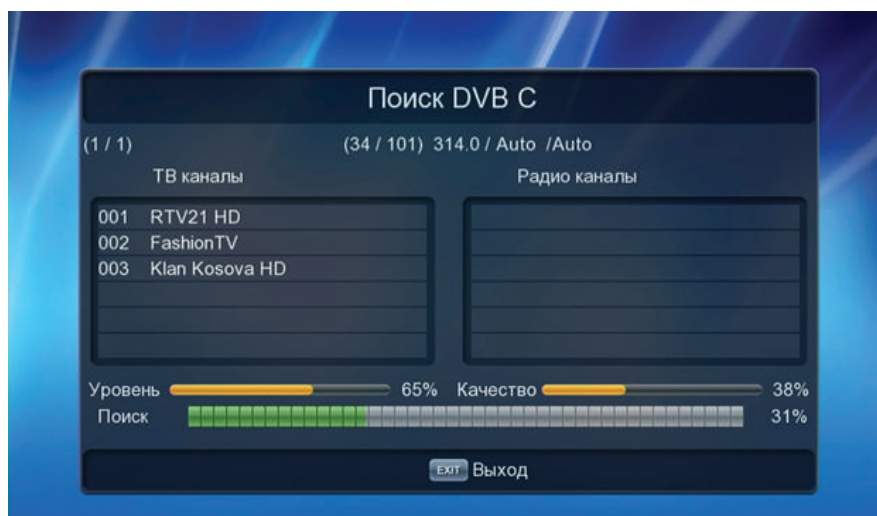 Поиск DVB C
(1 / 1) (34 / 101) 314.0 / Auto /Auto
ТВ каналы Радио каналы
001 RTV21 HD
002 FashionTV
003 Klan Kosova HD
Уровень 65% Качество 38%
Поиск 31%
EXIT Выход